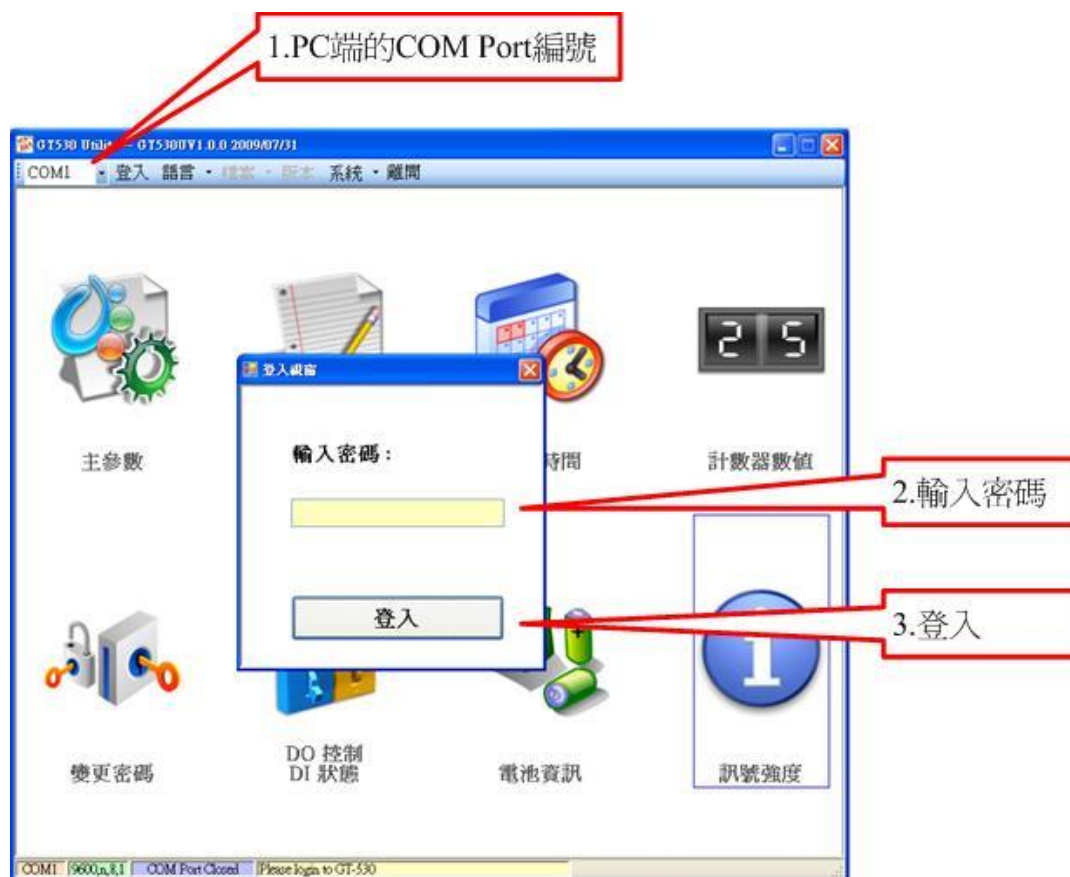 1.PC端的COM Port編號
GT530 Utility - GT530UV1.0.0 2009/07/31
COM1 登入 語言 檔案 版本 系統 離開
登入視窗
輸入密碼:
主參數
時間
計數器數值
2.輸入密碼
登入
3.登入
變更密碼
DO 控制
DI 狀態
電池資訊
訊號強度
COM1 9600,n,8,1 COM Port Closed Please login to GT-530